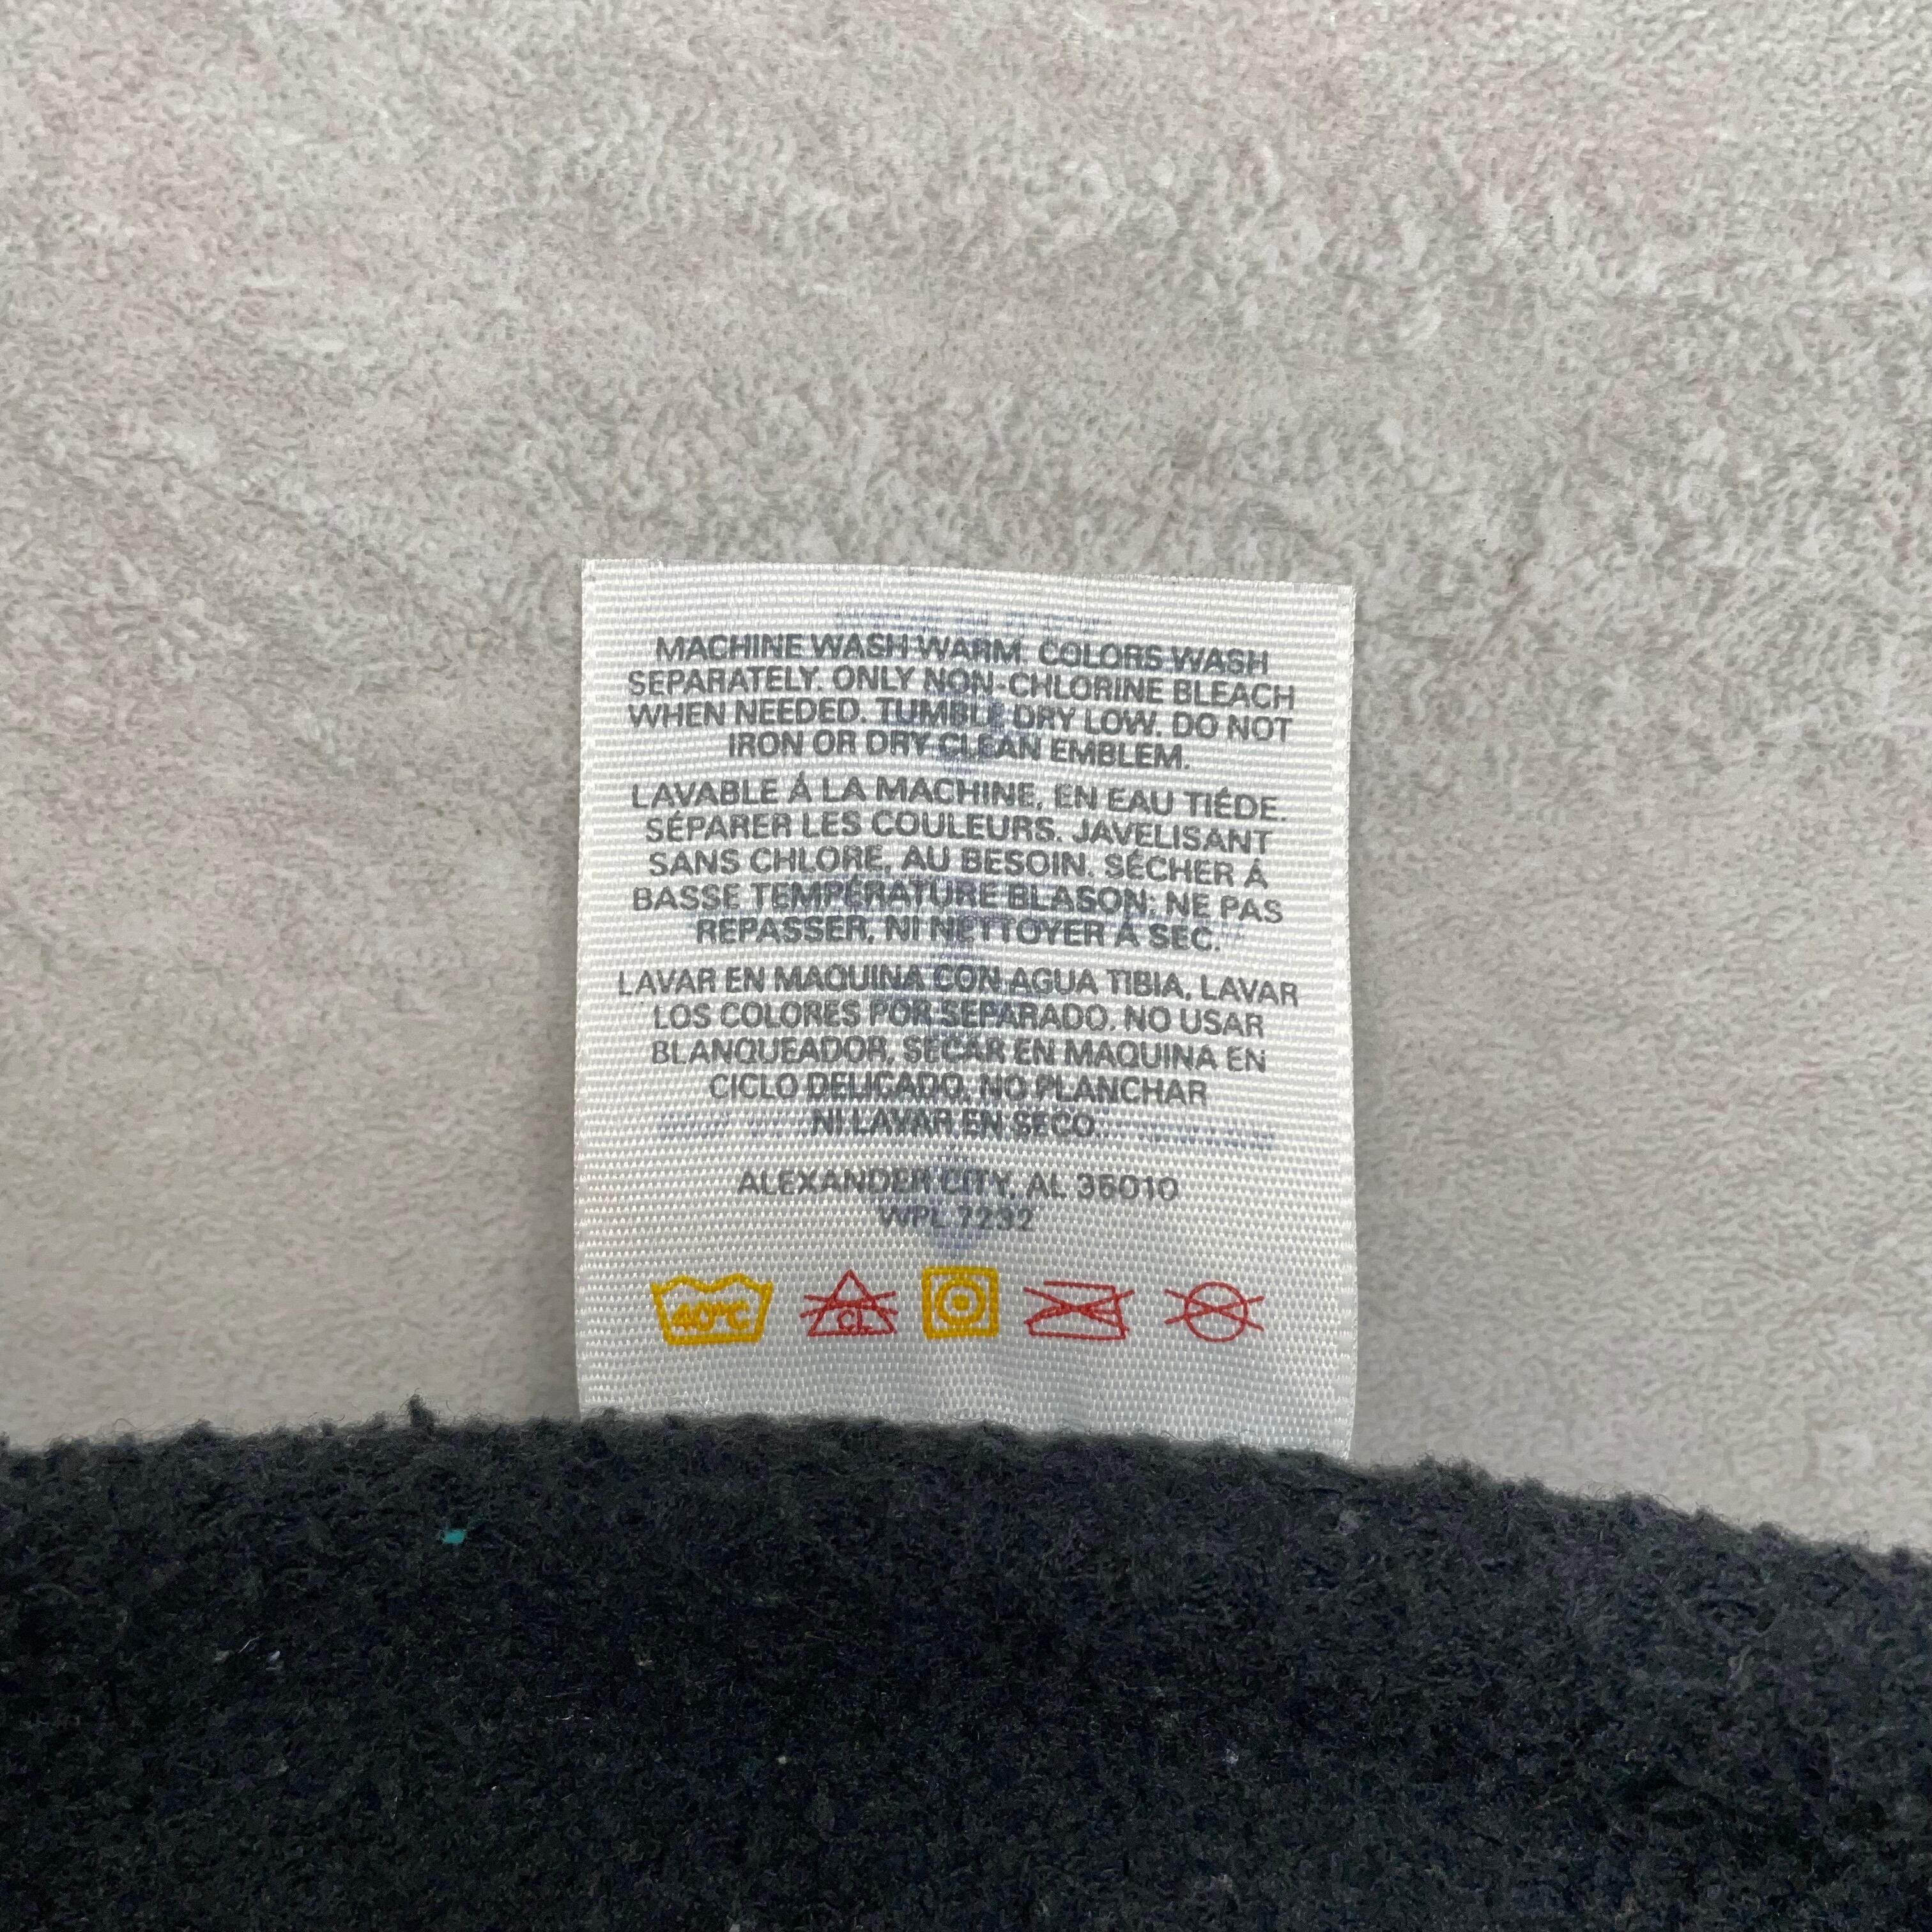 MACHINE WASH WARM. COLORS WASH
SEPARATELY. ONLY NON-CHLORINE BLEACH
WHEN NEEDED. TUMBLE DRY LOW. DO NOT
IRON OR DRY CLEAN EMBLEM.
LAVABLE Á LA MACHINE, EN EAU TIÉDE.
SÉPARER LES COULEURS. JAVELISANT
SANS CHLORE, AU BESOIN. SÉCHER Á
BASSE TEMPÉRATURE BLASON: NE PAS
REPASSER, NI NETTOYER Á SEC.
LAVAR EN MAQUINA CON AGUA TIBIA, LAVAR
LOS COLORES POR SEPARADO. NO USAR
BLANQUEADOR, SECAR EN MAQUINA EN
CICLO DELICADO. NO PLANCHAR
NI LAVAR EN SECO.
ALEXANDER CITY, AL 35010
WPL 7292
40°C CL